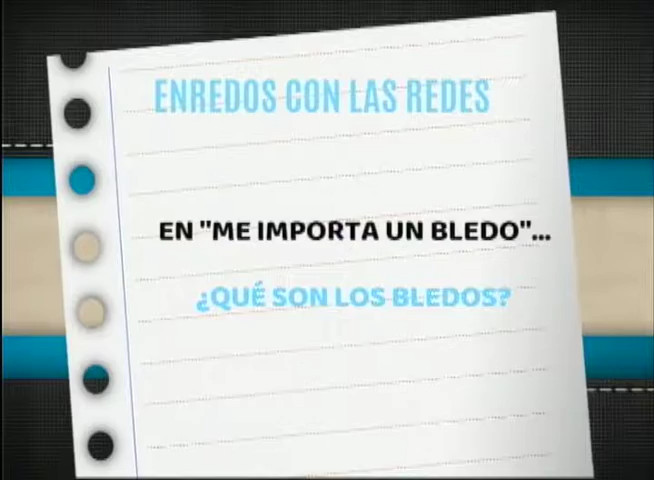 ENREDOS CON LAS REDES
EN "ME IMPORTA UN BLEDO"...
¿QUÉ SON LOS BLEDOS?